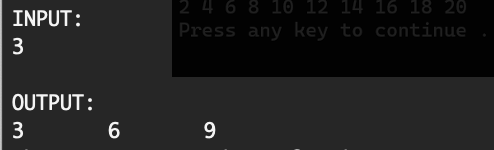 INPUT:
3
2 4 6 8 10 12 14 16 18 20
Press any key to continue .
OUTPUT:
3 6 9